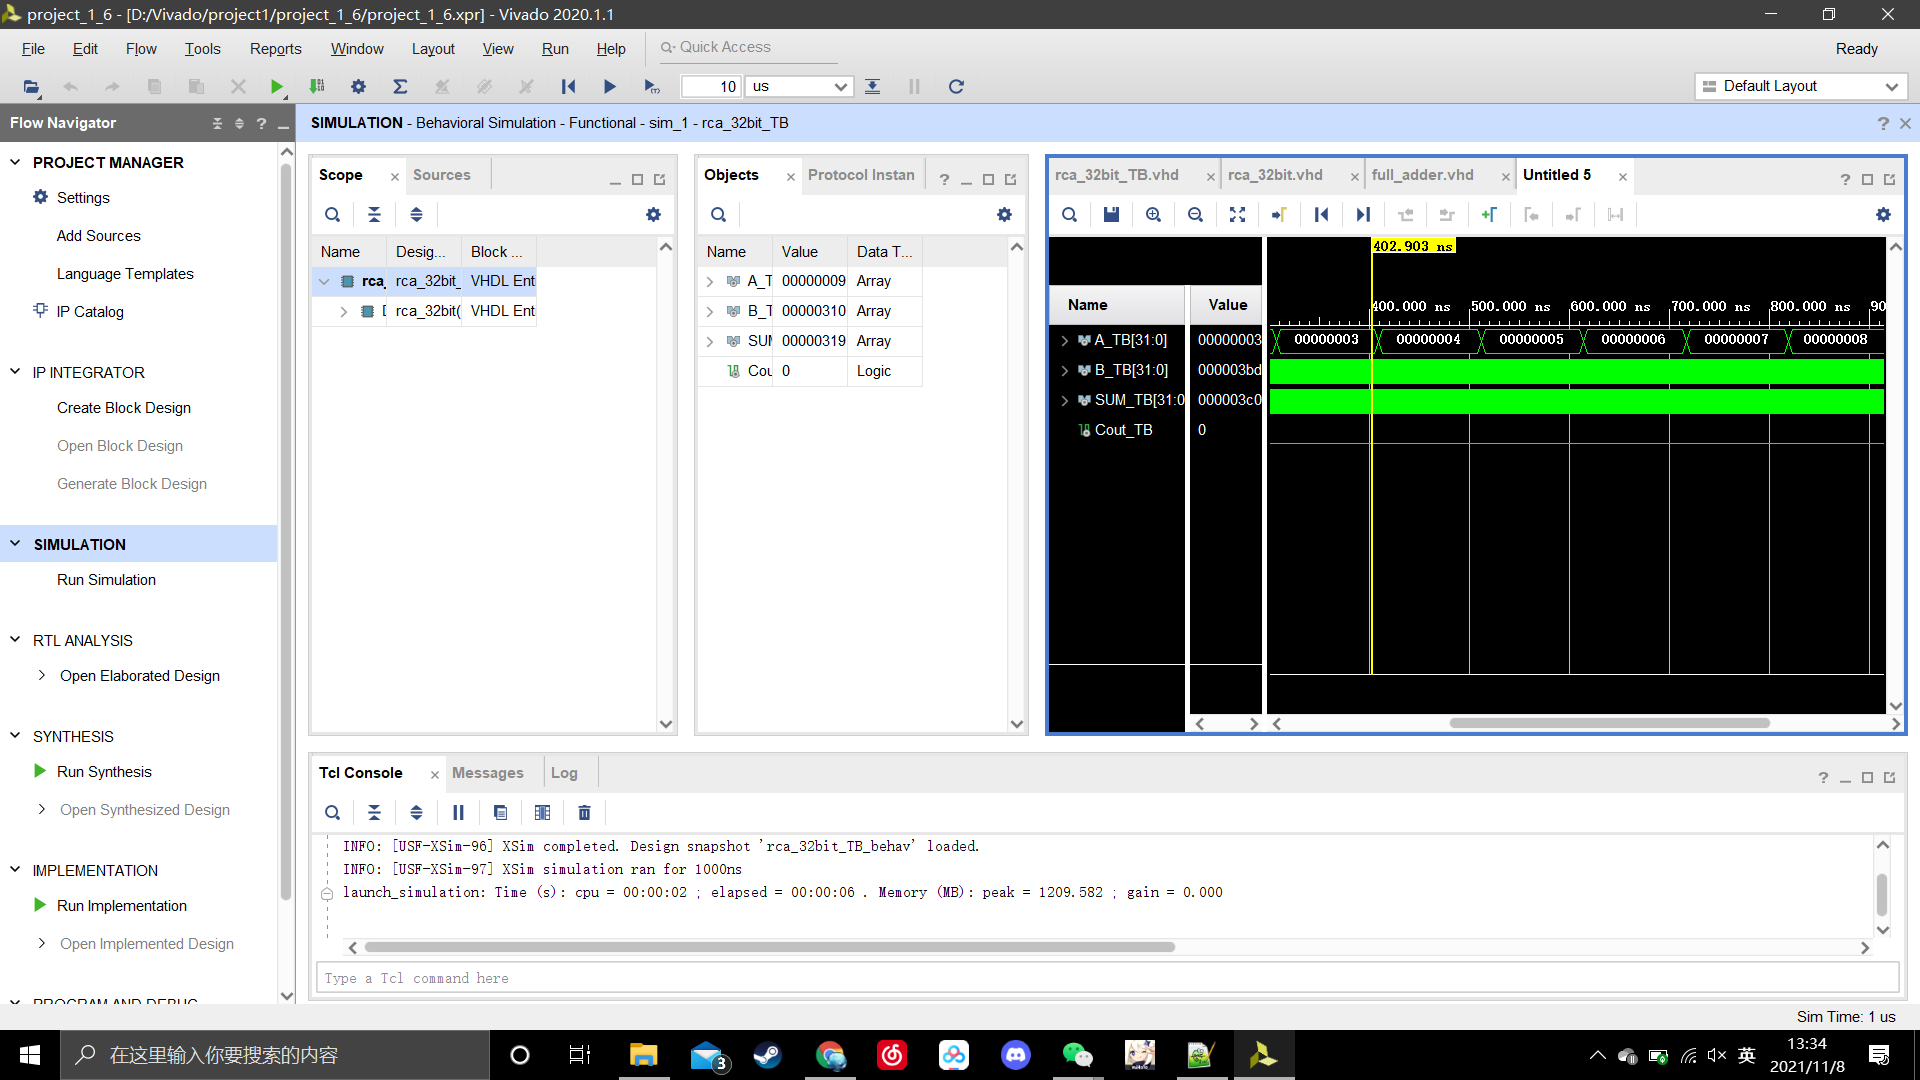 project_1_6 - [D:/Vivado/project1/project_1_6/project_1_6.xpr] - Vivado 2020.1.1
File Edit Flow Tools Reports Window Layout View Run Help Quick Access Ready
10 us Default Layout
Flow Navigator
SIMULATION - Behavioral Simulation - Functional - sim_1 - rca_32bit_TB
PROJECT MANAGER
Settings
Add Sources
Language Templates
IP Catalog
IP INTEGRATOR
Create Block Design
Open Block Design
Generate Block Design
SIMULATION
Run Simulation
RTL ANALYSIS
Open Elaborated Design
SYNTHESIS
Run Synthesis
Open Synthesized Design
IMPLEMENTATION
Run Implementation
Open Implemented Design
PROGRAM AND DEBUG
Scope Sources
Name Desig... Block ...
rca_ rca_32bit_ VHDL Ent
rca_32bit( VHDL Ent
Objects Protocol Instan
Name Value Data T...
A_T 00000009 Array
B_T 00000310 Array
SUM 00000319 Array
Cou 0 Logic
rca_32bit_TB.vhd rca_32bit.vhd full_adder.vhd Untitled 5
402.903 ns
Name Value
400.000 ns 500.000 ns 600.000 ns 700.000 ns 800.000 ns 90
A_TB[31:0] 00000003 00000003 00000004 00000005 00000006 00000007 00000008
B_TB[31:0] 000003bd
SUM_TB[31:0 000003c0
Cout_TB 0
Tcl Console Messages Log
INFO: [USF-XSim-96] XSim completed. Design snapshot 'rca_32bit_TB_behav' loaded.
INFO: [USF-XSim-97] XSim simulation ran for 1000ns
launch_simulation: Time (s): cpu = 00:00:02 ; elapsed = 00:00:06 . Memory (MB): peak = 1209.582 ; gain = 0.000
Type a Tcl command here
Sim Time: 1 us
在这里输入你要搜索的内容
3
英
13:34
2021/11/8